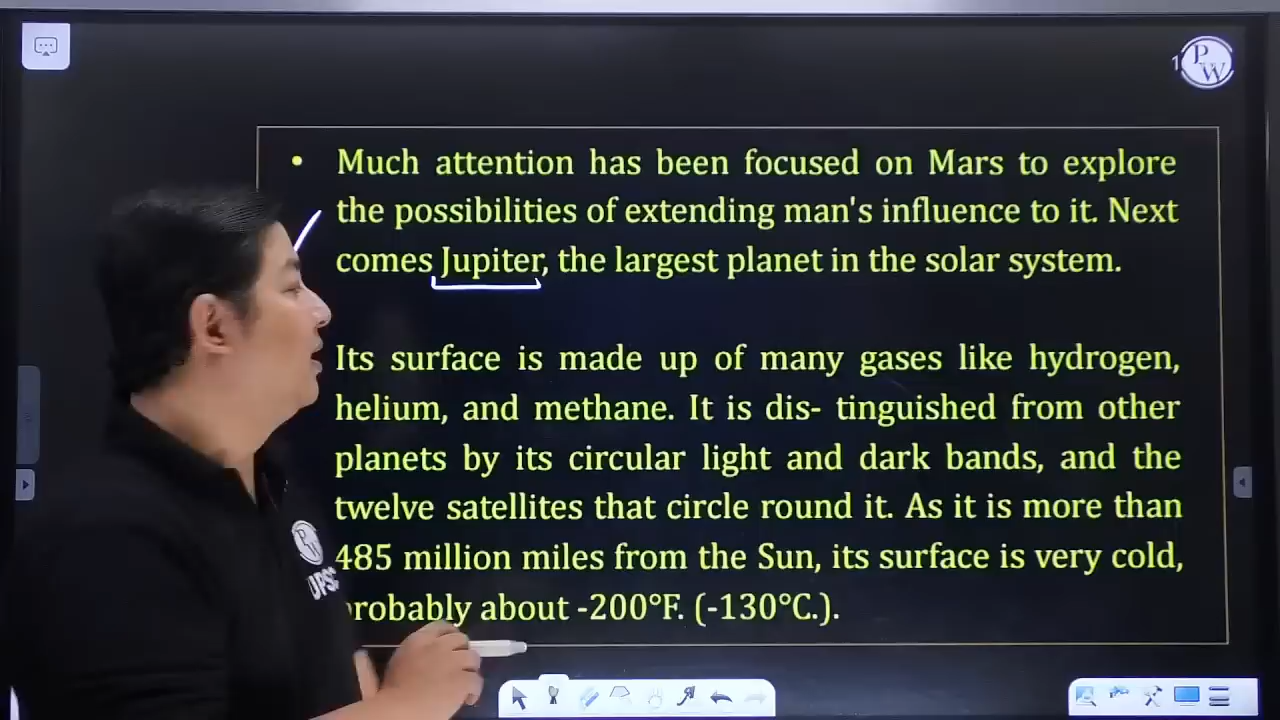 PW
• Much attention has been focused on Mars to explore
the possibilities of extending man's influence to it. Next
comes Jupiter, the largest planet in the solar system.
Its surface is made up of many gases like hydrogen,
helium, and methane. It is dis- tinguished from other
planets by its circular light and dark bands, and the
twelve satellites that circle round it. As it is more than
485 million miles from the Sun, its surface is very cold,
probably about -200°F. (-130°C.).
PW
UPSC